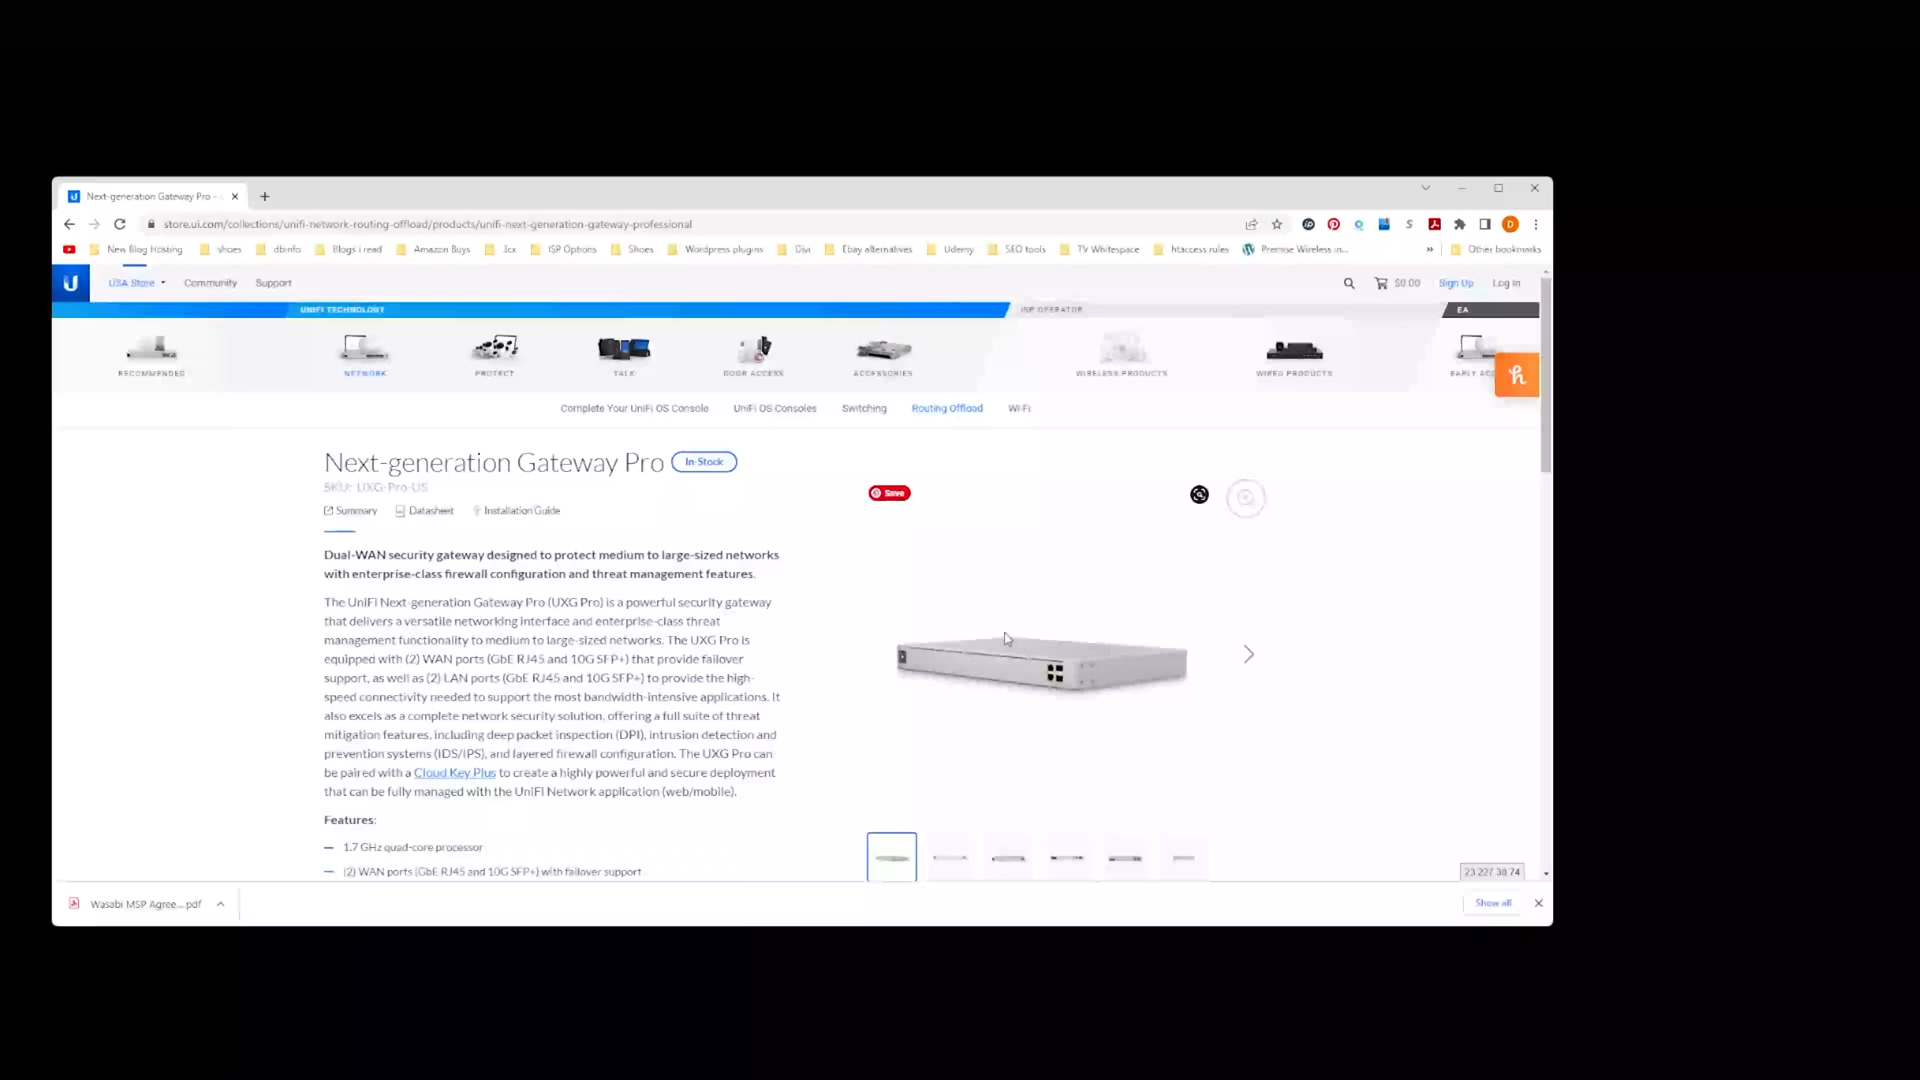 Next-generation Gateway Pro -
store.ui.com/collections/unifi-network-routing-offload/products/unifi-next-generation-gateway-professional
New Blog Hosting shoes dbinfo Blogs i read Amazon Buys 3cx ISP Options Shoes Wordpress plugins Divi Ebay alternatives Udemy SEO tools TV Whitespace htaccess rules Premise Wireless in... » Other bookmarks
USA Store Community Support $0.00 Sign Up Log In
UNIFI TECHNOLOGY ISP OPERATOR EA
RECOMMENDED NETWORK PROTECT TALK DOOR ACCESS ACCESSORIES WIRELESS PRODUCTS WIRED PRODUCTS EARLY
Complete Your UniFi OS Console UniFi OS Consoles Switching Routing Offload Wi-Fi
Next-generation Gateway Pro In Stock
SKU: UXG-Pro-US
Save
Summary Datasheet Installation Guide
Dual-WAN security gateway designed to protect medium to large-sized networks
with enterprise-class firewall configuration and threat management features.
The UniFi Next-generation Gateway Pro (UXG Pro) is a powerful security gateway
that delivers a versatile networking interface and enterprise-class threat
management functionality to medium to large-sized networks. The UXG Pro is
equipped with (2) WAN ports (GbE RJ45 and 10G SFP+) that provide failover
support, as well as (2) LAN ports (GbE RJ45 and 10G SFP+) to provide the high-
speed connectivity needed to support the most bandwidth-intensive applications. It
also excels as a complete network security solution, offering a full suite of threat
mitigation features, including deep packet inspection (DPI), intrusion detection and
prevention systems (IDS/IPS), and layered firewall configuration. The UXG Pro can
be paired with a Cloud Key Plus to create a highly powerful and secure deployment
that can be fully managed with the UniFi Network application (web/mobile).
Features:
— 1.7 GHz quad-core processor
— (2) WAN ports (GbE RJ45 and 10G SFP+) with failover support
23.227.38.74
Wasabi MSP Agree....pdf Show all